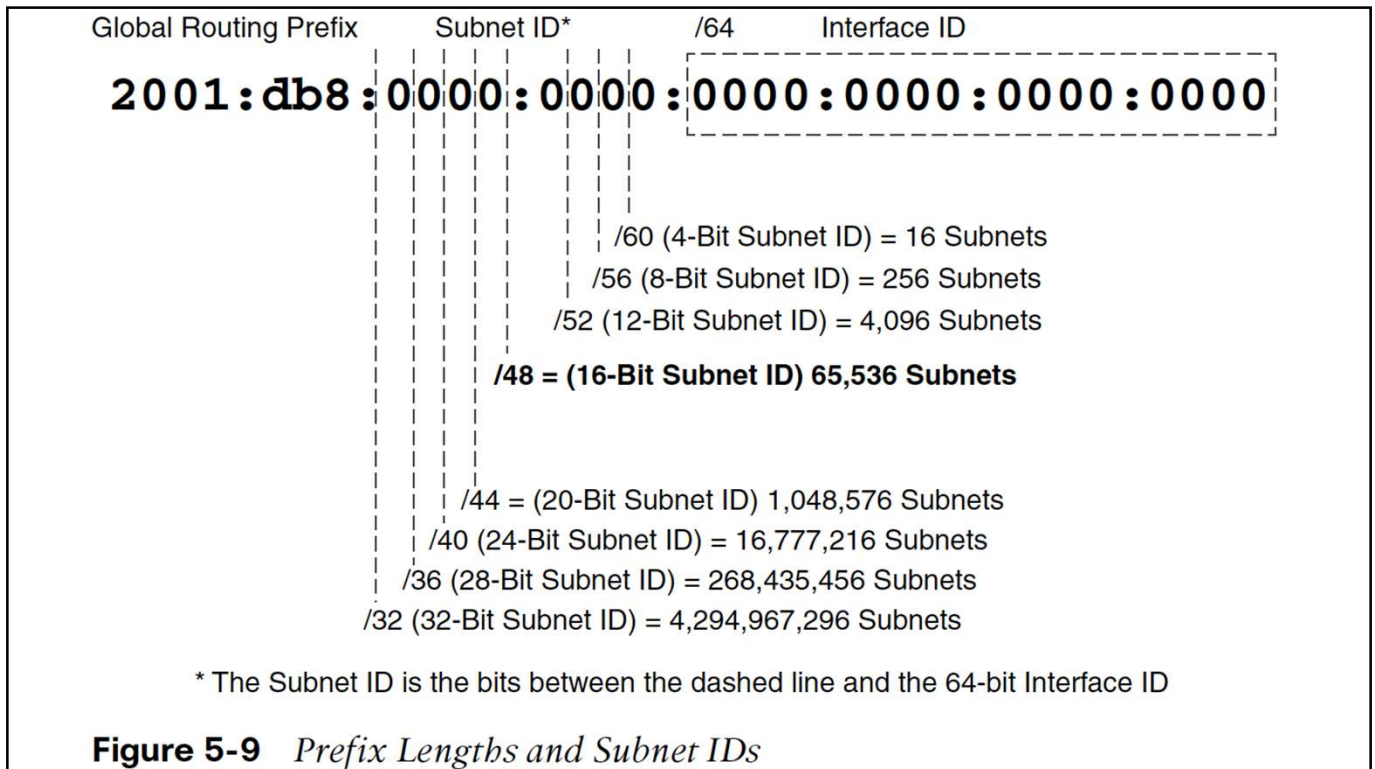 Global Routing Prefix Subnet ID* /64 Interface ID
2001:db8:0000:0000:0000:0000:0000:0000
/60 (4-Bit Subnet ID) = 16 Subnets
/56 (8-Bit Subnet ID) = 256 Subnets
/52 (12-Bit Subnet ID) = 4,096 Subnets
/48 = (16-Bit Subnet ID) 65,536 Subnets
/44 = (20-Bit Subnet ID) 1,048,576 Subnets
/40 (24-Bit Subnet ID) = 16,777,216 Subnets
/36 (28-Bit Subnet ID) = 268,435,456 Subnets
/32 (32-Bit Subnet ID) = 4,294,967,296 Subnets
* The Subnet ID is the bits between the dashed line and the 64-bit Interface ID
Figure 5-9 Prefix Lengths and Subnet IDs